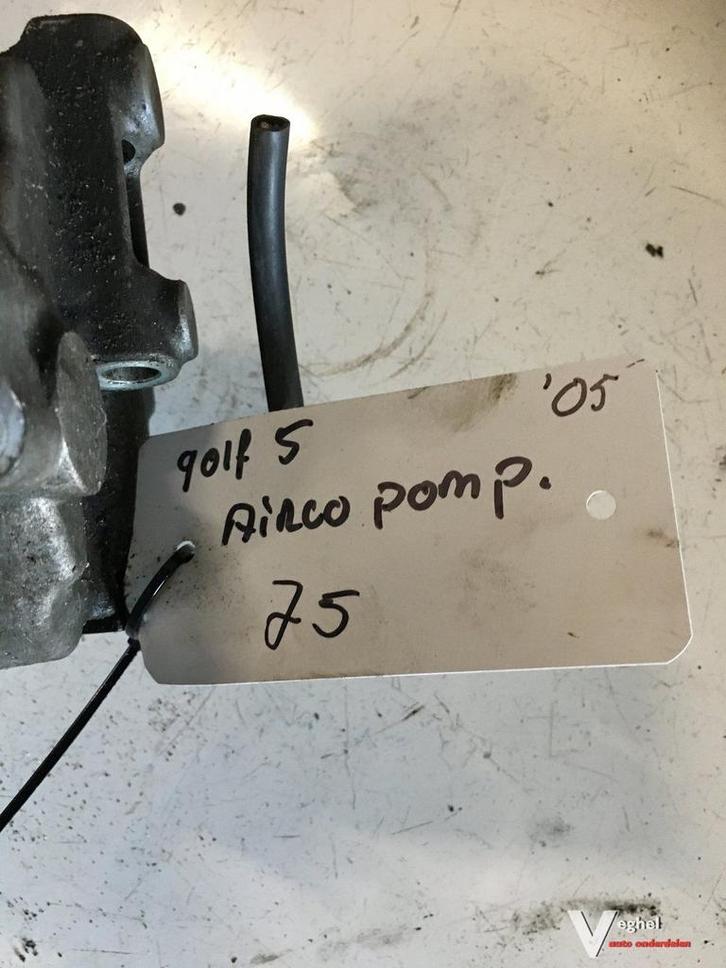 '05
golf 5
Airco pomp.
75
Veghel
auto onderdelen